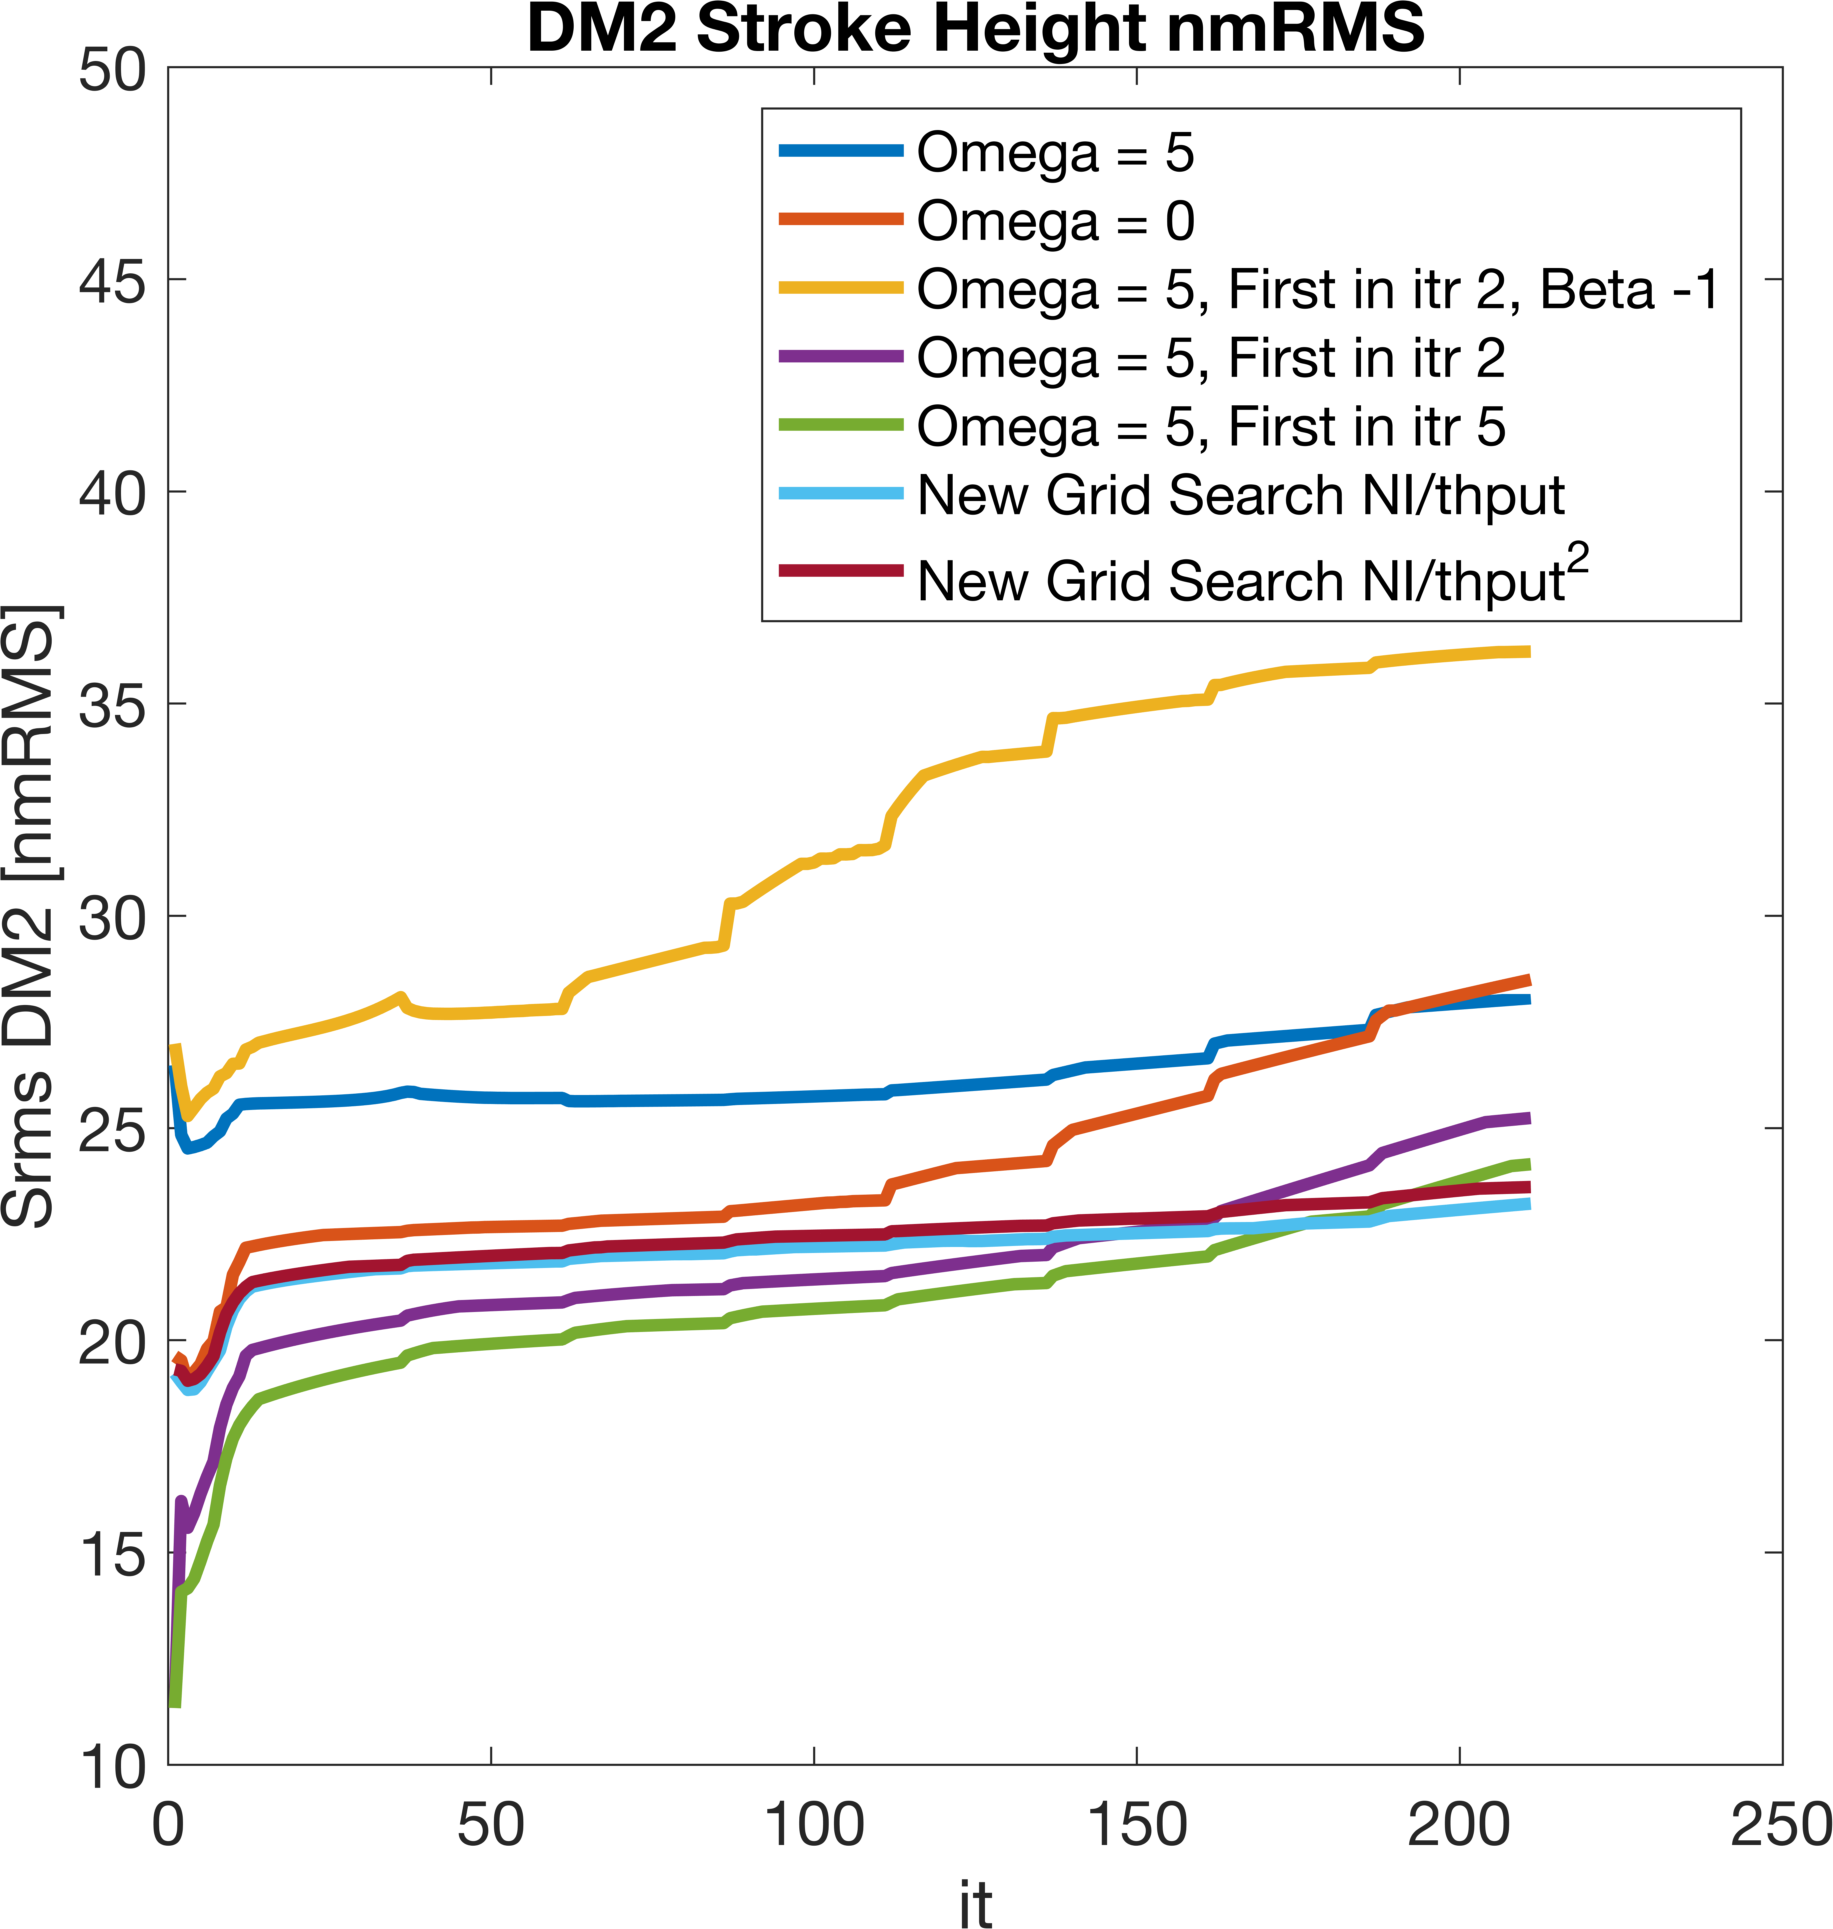 DM2 Stroke Height nmRMS
50
45
40
35
30
25
20
15
10
Srms DM2 [nmRMS]
Omega = 5
Omega = 0
Omega = 5, First in itr 2, Beta -1
Omega = 5, First in itr 2
Omega = 5, First in itr 5
New Grid Search NI/thput
New Grid Search NI/thput²
0 50 100 150 200 250
it